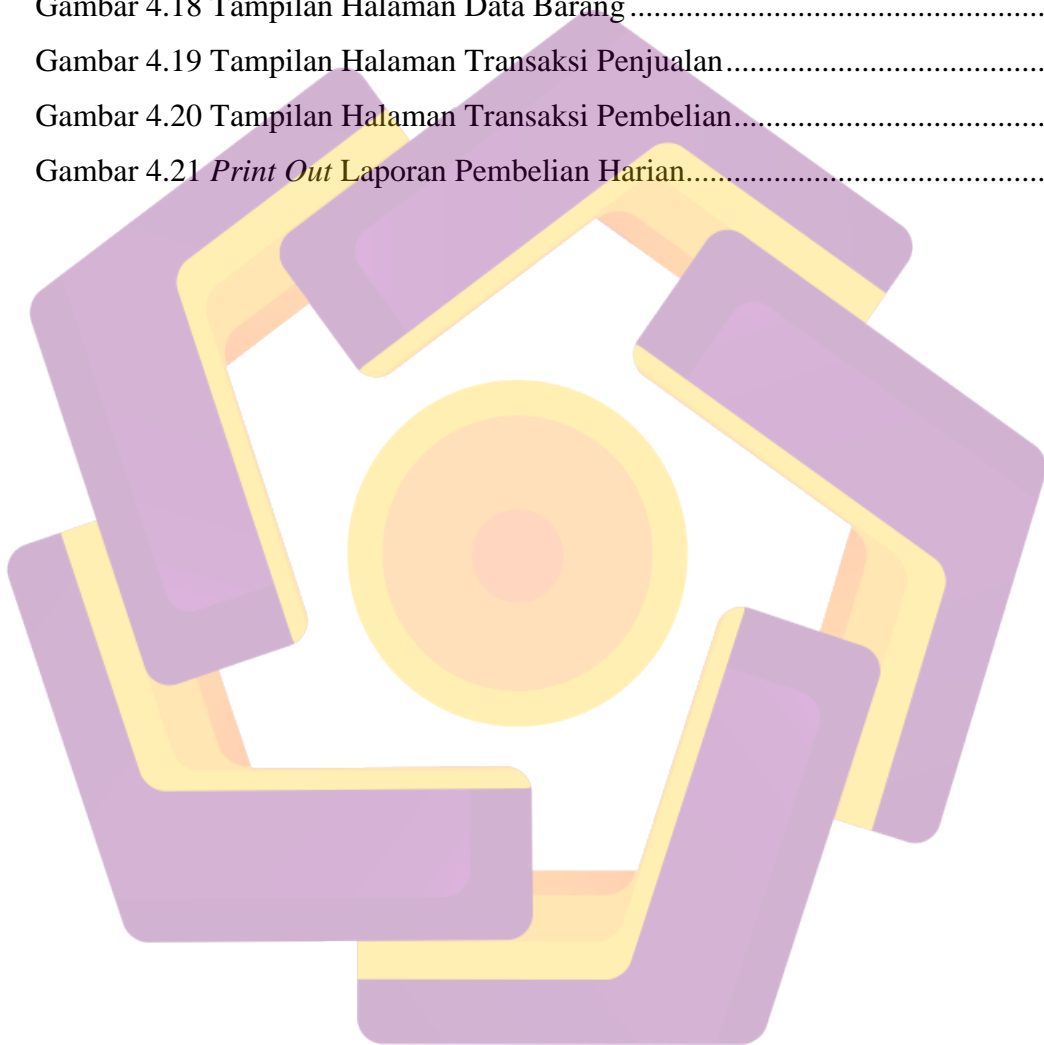 Gambar 4.18 Tampilan Halaman Data Barang....................................................
Gambar 4.19 Tampilan Halaman Transaksi Penjualan........................................
Gambar 4.20 Tampilan Halaman Transaksi Pembelian.......................................
Gambar 4.21 Print Out Laporan Pembelian Harian.............................................